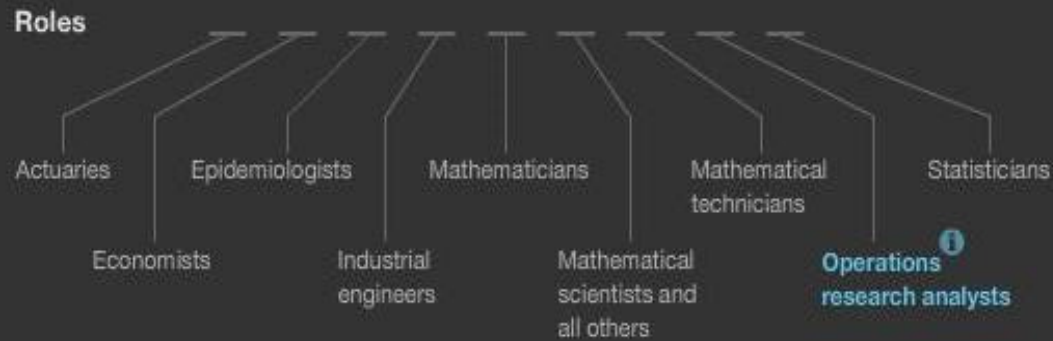 Roles
Actuaries
Epidemiologists
Mathematicians
Mathematical
technicians
Statisticians
Economists
Industrial
engineers
Mathematical
scientists and
all others
Operations
research analysts